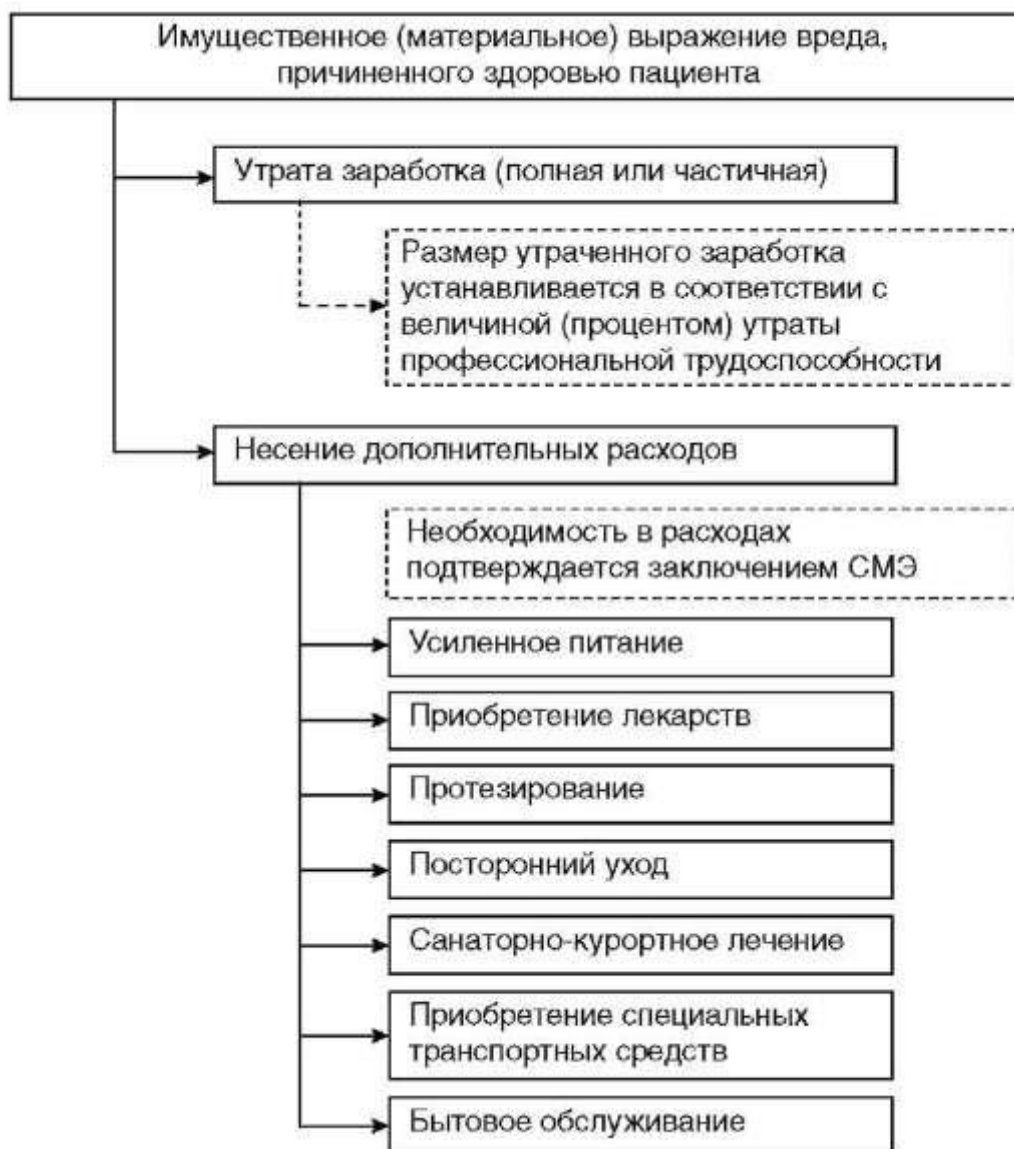 Имущественное (материальное) выражение вреда,
причиненного здоровью пациента
Утрата заработка (полная или частичная)
Размер утраченного заработка
устанавливается в соответствии с
величиной (процентом) утраты
профессиональной трудоспособности
Несение дополнительных расходов
Необходимость в расходах
подтверждается заключением СМЭ
Усиленное питание
Приобретение лекарств
Протезирование
Посторонний уход
Санаторно-курортное лечение
Приобретение специальных
транспортных средств
Бытовое обслуживание